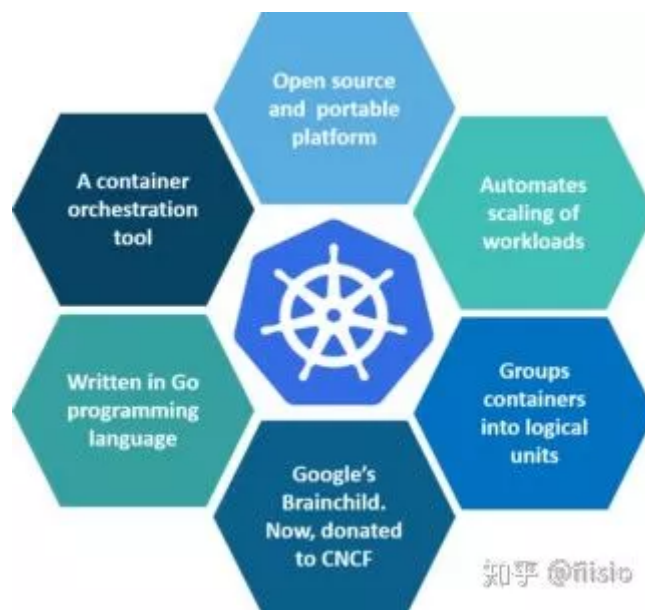 Open source
and portable
platform
A container
orchestration
tool
Automates
scaling of
workloads
Written in Go
programming
language
Groups
containers
into logical
units
Google's
Brainchild.
Now, donated
to CNCF
知乎 @nisio